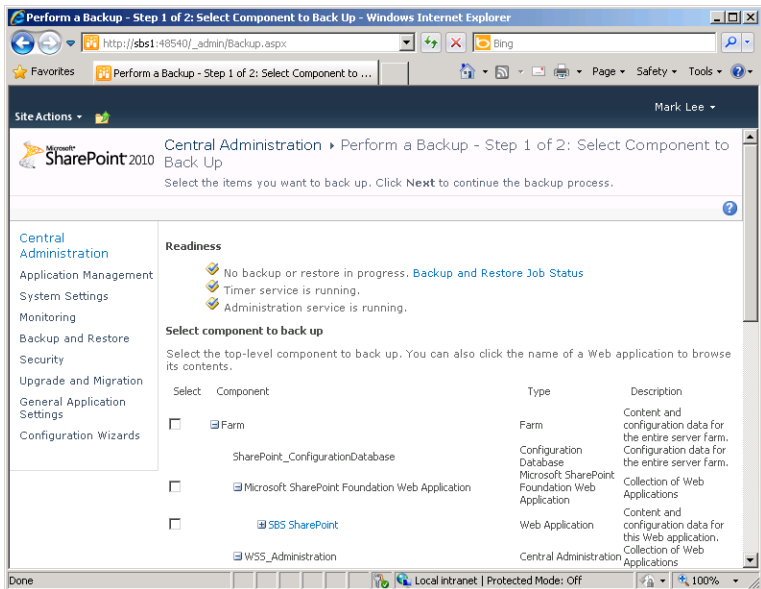 Perform a Backup - Step 1 of 2: Select Component to Back Up - Windows Internet Explorer
http://sbs1:48540/_admin/Backup.aspx
Bing
Favorites
Perform a Backup - Step 1 of 2: Select Component to ...
Page
Safety
Tools
Mark Lee
Site Actions
Microsoft
SharePoint 2010
Central Administration
Perform a Backup - Step 1 of 2: Select Component to
Back Up
Select the items you want to back up. Click Next to continue the backup process.
Central
Administration
Application Management
System Settings
Monitoring
Backup and Restore
Security
Upgrade and Migration
General Application
Settings
Configuration Wizards
Readiness
No backup or restore in progress. Backup and Restore Job Status
Timer service is running.
Administration service is running.
Select component to back up
Select the top-level component to back up. You can also click the name of a Web application to browse
its contents.
Select Component Type Description
Farm
Farm
Content and
configuration data for
the entire server farm.
SharePoint_ConfigurationDatabase
Configuration
Database
Configuration data for
the entire server farm.
Microsoft SharePoint Foundation Web Application
Microsoft SharePoint
Foundation Web
Application
Collection of Web
Applications
SBS SharePoint
Web Application
Content and
configuration data for
this Web application.
WSS_Administration
Central Administration
Collection of Web
Applications
Done
Local intranet | Protected Mode: Off
100%